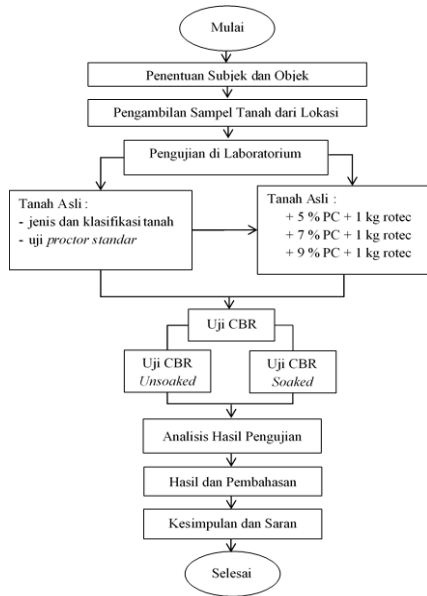 Mulai
Penentuan Subjek dan Objek
Pengambilan Sampel Tanah dari Lokasi
Pengujian di Laboratorium
Tanah Asli :
- jenis dan klasifikasi tanah
- uji proctor standar
Tanah Asli :
+ 5 % PC + 1 kg rotec
+ 7 % PC + 1 kg rotec
+ 9 % PC + 1 kg rotec
Uji CBR
Uji CBR
Unsoaked
Uji CBR
Soaked
Analisis Hasil Pengujian
Hasil dan Pembahasan
Kesimpulan dan Saran
Selesai